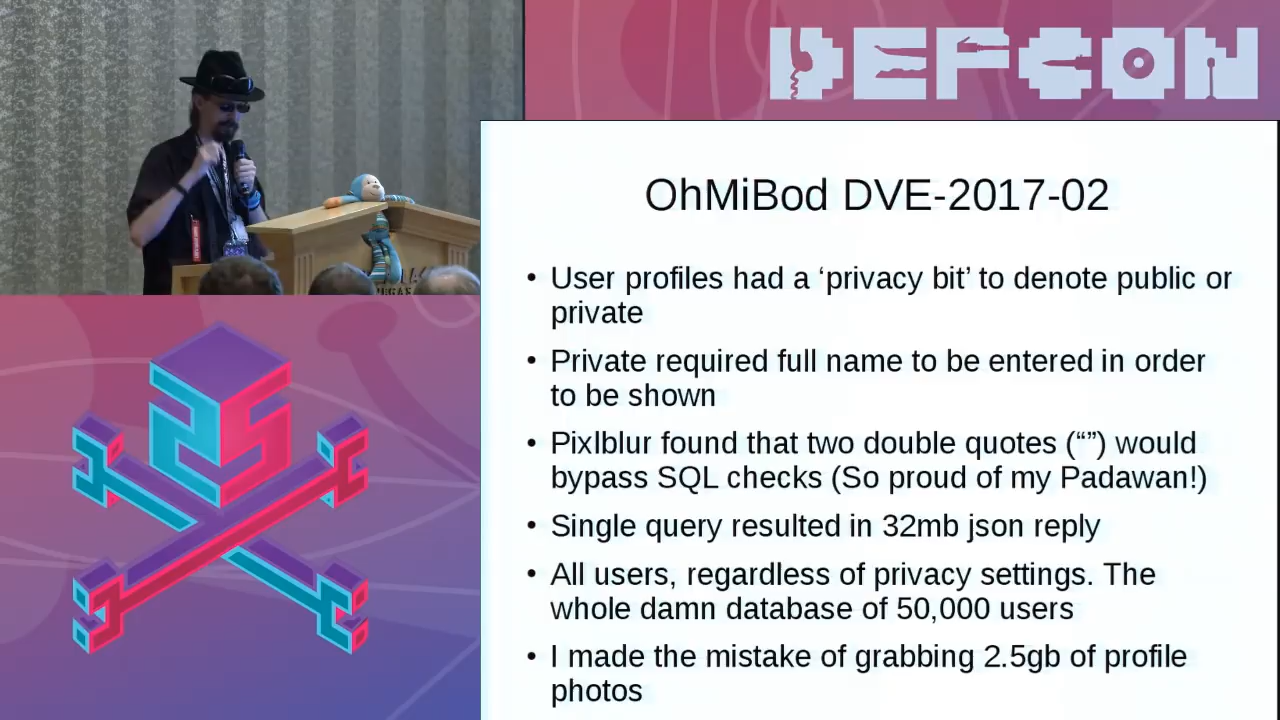 DEFCON
OhMiBod DVE-2017-02
• User profiles had a ‘privacy bit’ to denote public or
private
• Private required full name to be entered in order
to be shown
• Pixlblur found that two double quotes (“”) would
bypass SQL checks (So proud of my Padawan!)
• Single query resulted in 32mb json reply
• All users, regardless of privacy settings. The
whole damn database of 50,000 users
• I made the mistake of grabbing 2.5gb of profile
photos